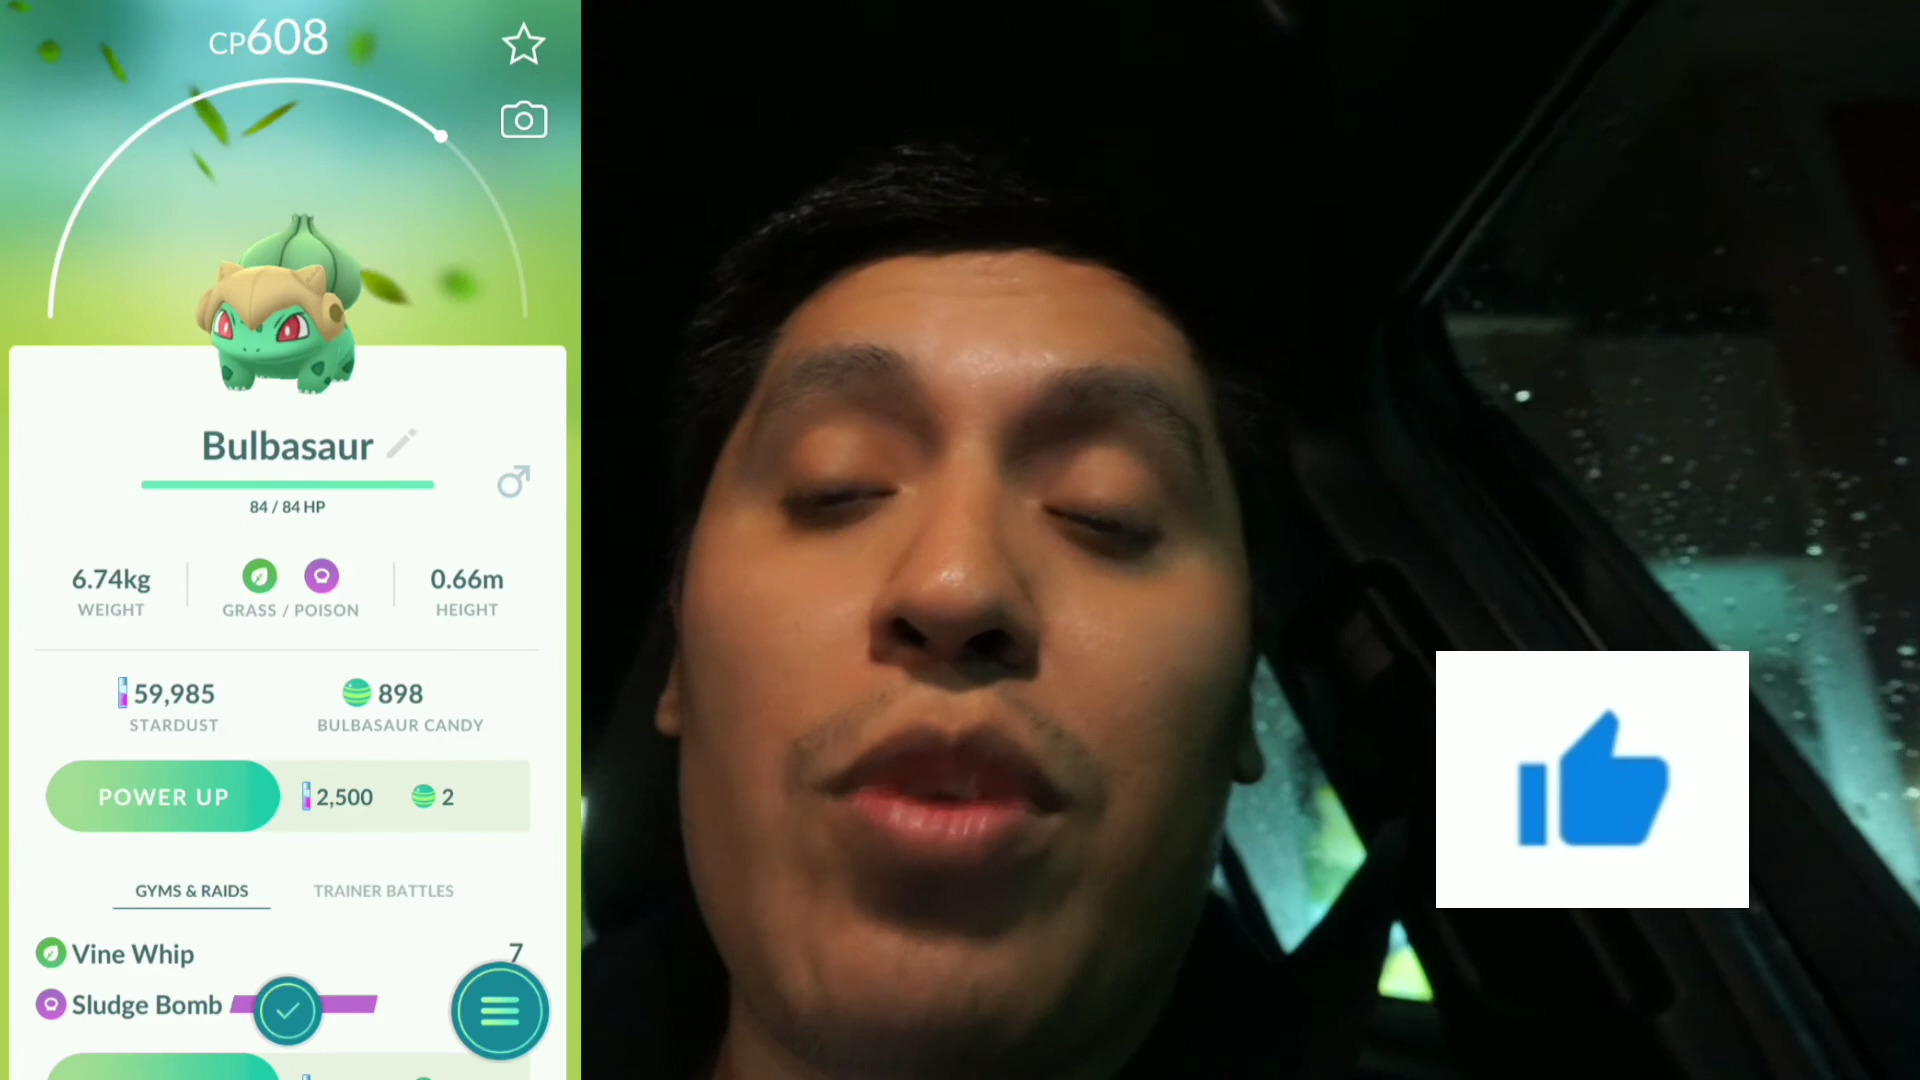 CP608
Bulbasaur
84 / 84 HP
6.74kg
WEIGHT
GRASS / POISON
0.66m
HEIGHT
59,985
STARDUST
898
BULBASAUR CANDY
POWER UP
2,500
2
GYMS & RAIDS
TRAINER BATTLES
Vine Whip
7
Sludge Bomb